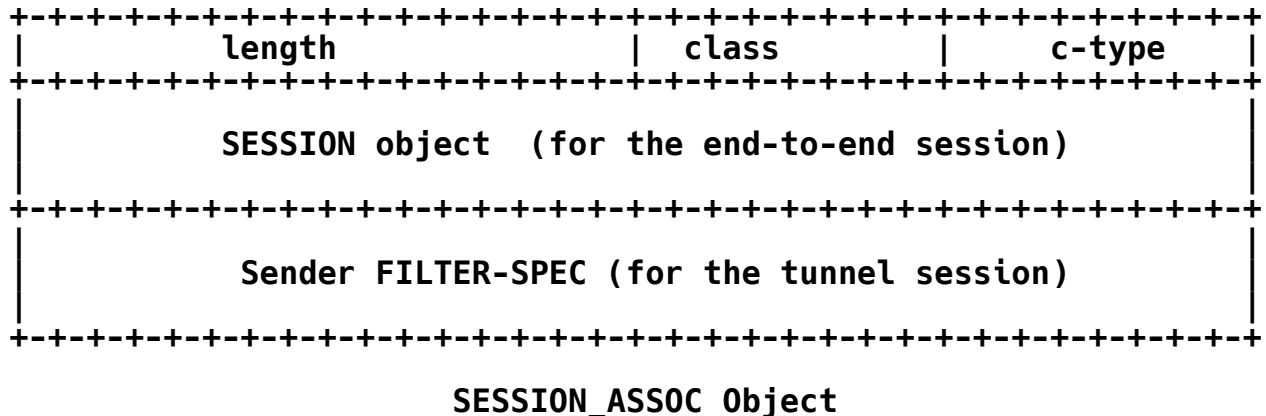 +-+-+-+-+-+-+-+-+-+-+-+-+-+-+-+-+-+-+-+-+-+-+-+-+-+-+-+-+-+-+-+-+
| length | class | c-type |
+-+-+-+-+-+-+-+-+-+-+-+-+-+-+-+-+-+-+-+-+-+-+-+-+-+-+-+-+-+-+-+-+
| |
| SESSION object (for the end-to-end session) |
| |
+-+-+-+-+-+-+-+-+-+-+-+-+-+-+-+-+-+-+-+-+-+-+-+-+-+-+-+-+-+-+-+-+
| |
| Sender FILTER-SPEC (for the tunnel session) |
| |
+-+-+-+-+-+-+-+-+-+-+-+-+-+-+-+-+-+-+-+-+-+-+-+-+-+-+-+-+-+-+-+-+
SESSION_ASSOC Object